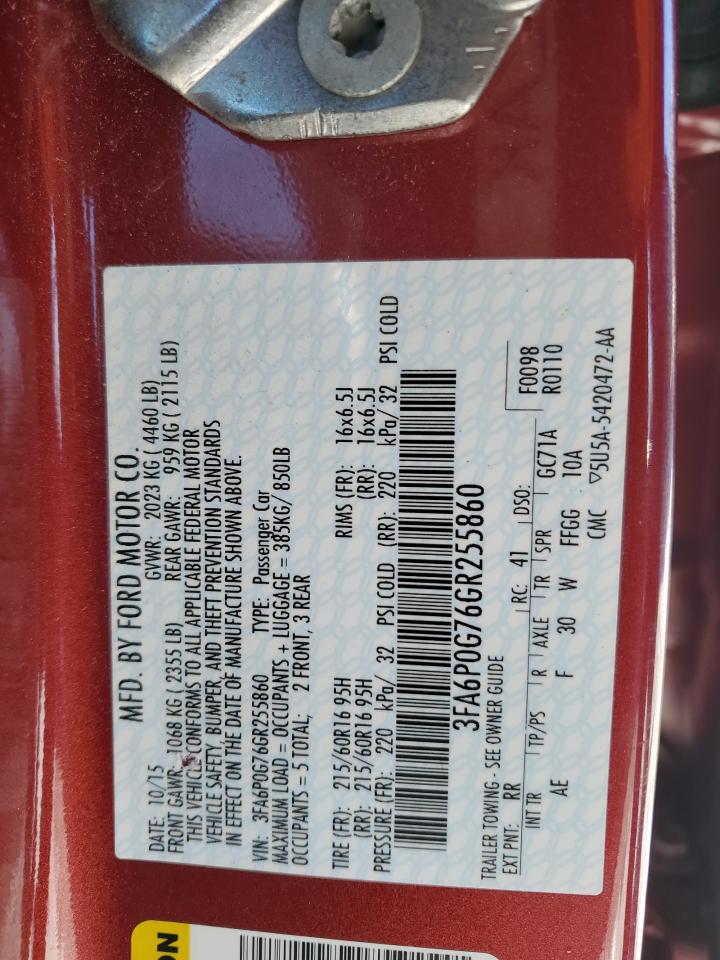 MFD. BY FORD MOTOR CO.
DATE: 10/15 GVWR: 2023 KG ( 4460 LB)
FRONT GAWR: 1068 KG ( 2355 LB) REAR GAWR: 959 KG ( 2115 LB)
THIS VEHICLE CONFORMS TO ALL APPLICABLE FEDERAL MOTOR
VEHICLE SAFETY, BUMPER, AND THEFT PREVENTION STANDARDS
IN EFFECT ON THE DATE OF MANUFACTURE SHOWN ABOVE.
VIN: 3FA6P0G76GR255860 TYPE: Passenger Car
MAXIMUM LOAD = OCCUPANTS + LUGGAGE = 385KG/ 850LB
OCCUPANTS = 5 TOTAL; 2 FRONT, 3 REAR
TIRE (FR): 215/60R16 95H RIMS (FR): 16x6.5J
(RR): 215/60R16 95H (RR): 16x6.5J
PRESSURE (FR): 220 kPa/ 32 PSI COLD (RR): 220 kPa/ 32 PSI COLD
3FA6P0G76GR255860
TRAILER TOWING - SEE OWNER GUIDE
F0098
R0110
EXT PNT: RR RC: 41 DSO:
INT TR TP/PS R AXLE TR SPR GC71A
AE F 30 W FFGG 10A
CMC ▽5U5A-5420472-AA
ON